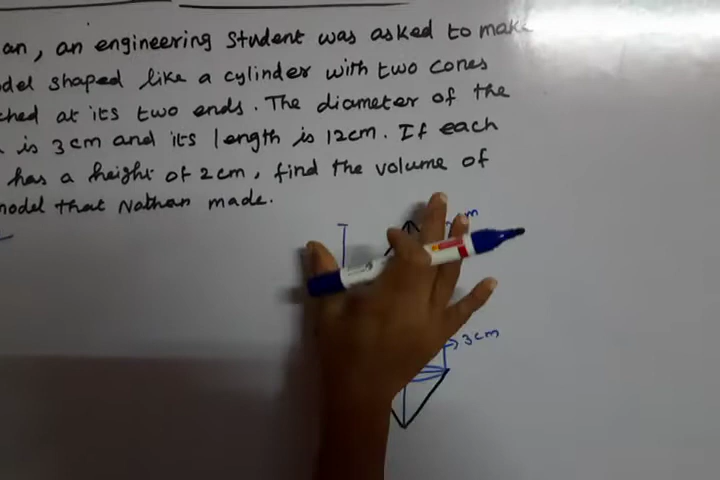 an, an engineering student was asked to make
del shaped like a cylinder with two cones
ched at its two ends. The diameter of the
is 3cm and its length is 12cm. If each
has a height of 2cm, find the volume of
model that Nathan made.
m
3cm